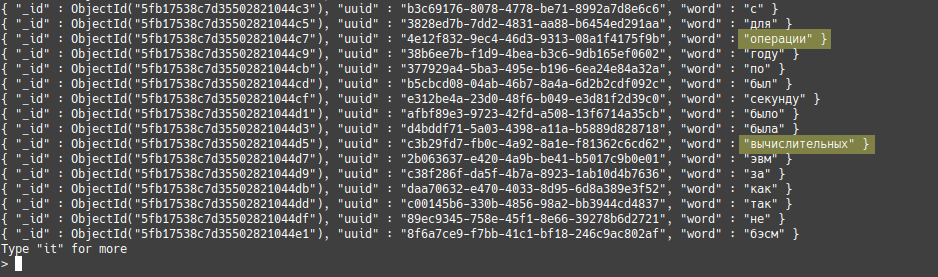 { "_id" : ObjectId("5fb17538c7d35502821044c3"), "uuid" : "b3c69176-8078-4778-be71-8992a7d8e6c6", "word" : "с" }
{ "_id" : ObjectId("5fb17538c7d35502821044c5"), "uuid" : "3828ed7b-7dd2-4831-aa88-b6454ed291aa", "word" : "для"
{ "_id" : ObjectId("5fb17538c7d35502821044c7"), "uuid" : "4e12f832-9ec4-46d3-9313-08a1f4175f9b", "word" : "операции" }
{ "_id" : ObjectId("5fb17538c7d35502821044c9"), "uuid" : "38b6ee7b-f1d9-4bea-b3c6-9db165ef0602", "word" : "году" }
{ "_id" : ObjectId("5fb17538c7d35502821044cb"), "uuid" : "377929a4-5ba3-495e-b196-6ea24e84a32a", "word" : "по" }
{ "_id" : ObjectId("5fb17538c7d35502821044cd"), "uuid" : "b5cbcd08-04ab-46b7-8a4a-6d2b2cdf092c", "word" : "был" }
{ "_id" : ObjectId("5fb17538c7d35502821044cf"), "uuid" : "e312be4a-23d0-48f6-b049-e3d81f2d39c0", "word" : "секунду" }
{ "_id" : ObjectId("5fb17538c7d35502821044d1"), "uuid" : "afbf89e3-9723-42fd-a508-13f6714a35cb", "word" : "было" }
{ "_id" : ObjectId("5fb17538c7d35502821044d3"), "uuid" : "d4bddf71-5a03-4398-a11a-b5889d828718", "word" : "была" }
{ "_id" : ObjectId("5fb17538c7d35502821044d5"), "uuid" : "c3b29fd7-fb0c-4a92-8a1e-f81362c6cd62", "word" : "вычислительных" }
{ "_id" : ObjectId("5fb17538c7d35502821044d7"), "uuid" : "2b063637-e420-4a9b-be41-b5017c9b0e01", "word" : "эвм" }
{ "_id" : ObjectId("5fb17538c7d35502821044d9"), "uuid" : "c38f286f-da5f-4b7a-8923-1ab10d4b7636", "word" : "за" }
{ "_id" : ObjectId("5fb17538c7d35502821044db"), "uuid" : "daa70632-e470-4033-8d95-6d8a389e3f52", "word" : "как" }
{ "_id" : ObjectId("5fb17538c7d35502821044dd"), "uuid" : "c00145b6-330b-4856-98a2-bb3944cd4837", "word" : "так" }
{ "_id" : ObjectId("5fb17538c7d35502821044df"), "uuid" : "89ec9345-758e-45f1-8e66-39278b6d2721", "word" : "не" }
{ "_id" : ObjectId("5fb17538c7d35502821044e1"), "uuid" : "8f6a7ce9-f7bb-41c1-bf18-246c9ac802af", "word" : "бэсм" }
Type "it" for more
>